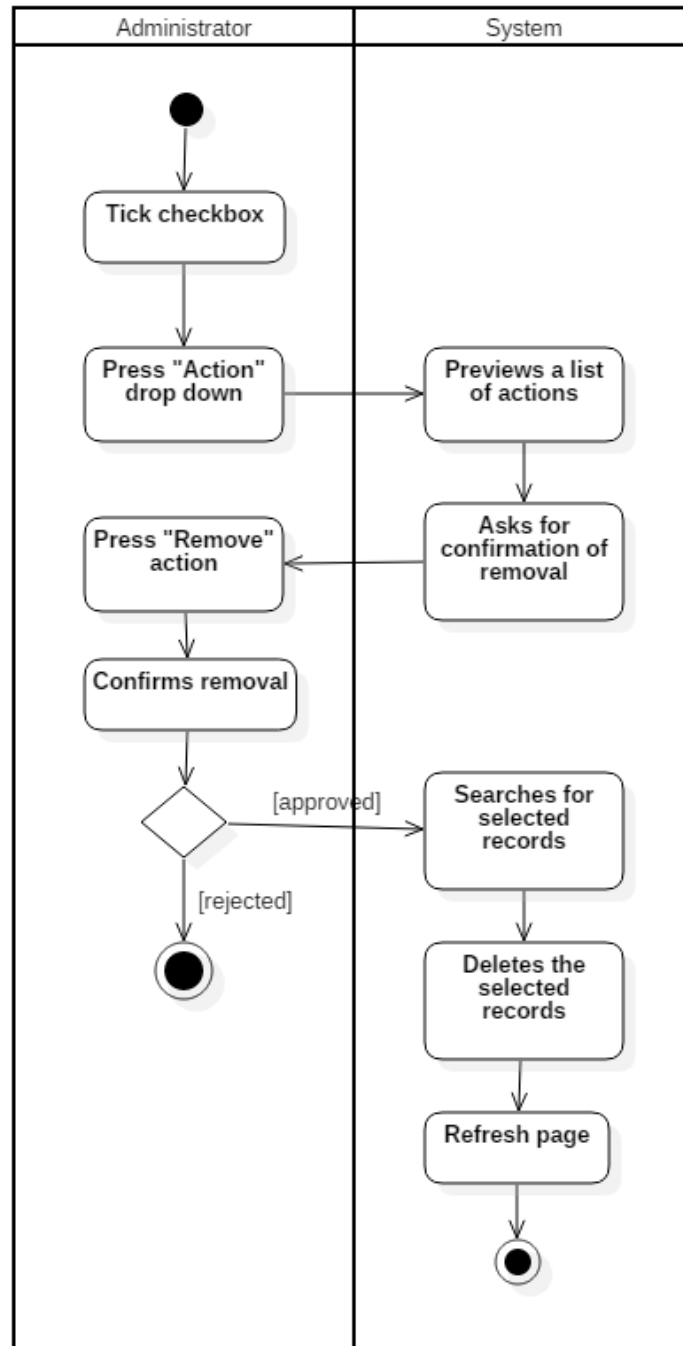 Administrator
System
Tick checkbox
Press "Action"
drop down
Previews a list
of actions
Asks for
confirmation of
removal
Press "Remove"
action
Confirms removal
[approved]
[rejected]
Searches for
selected
records
Deletes the
selected
records
Refresh page